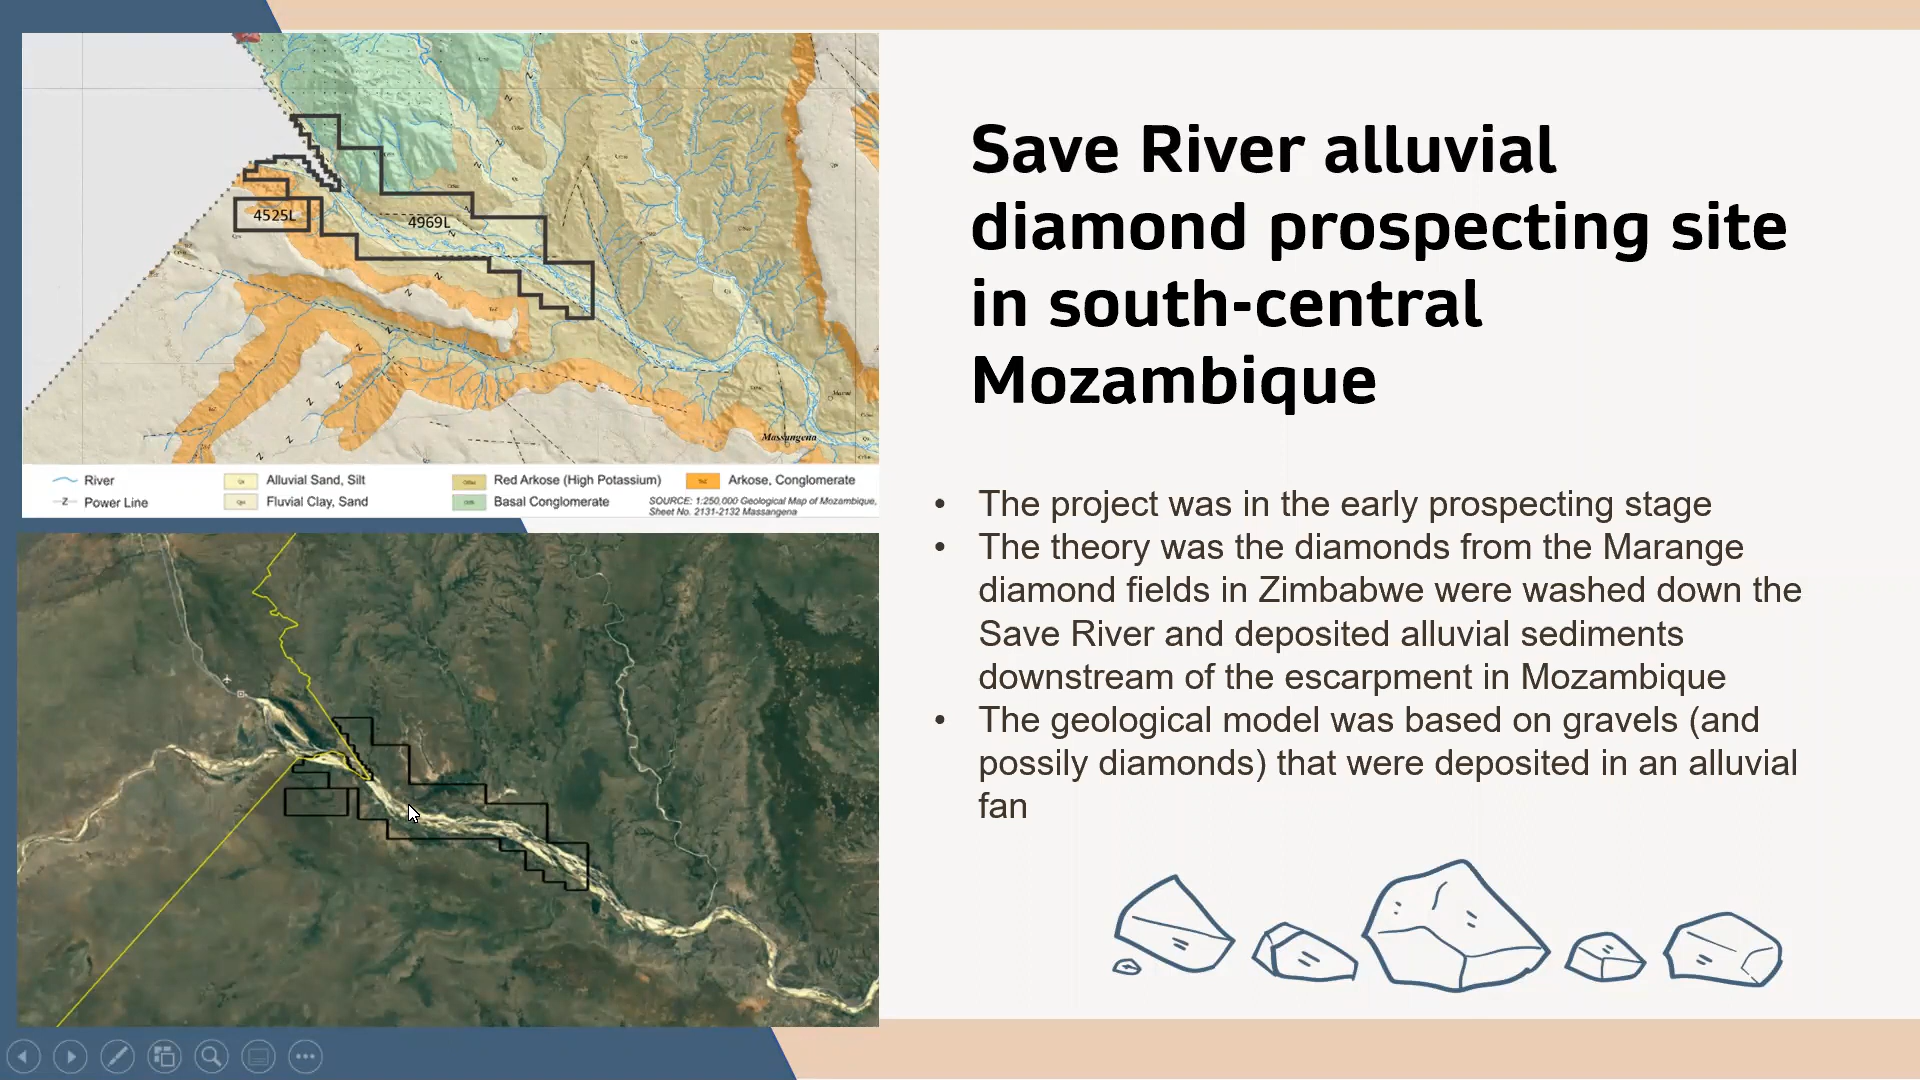 4525L
4969L
Massangena
River
Power Line
Alluvial Sand, Silt
Fluvial Clay, Sand
Red Arkose (High Potassium)
Basal Conglomerate
Arkose, Conglomerate
SOURCE: 1:250,000 Geological Map of Mozambique,
Sheet No. 2131-2132 Massangena
Save River alluvial
diamond prospecting site
in south-central
Mozambique
• The project was in the early prospecting stage
• The theory was the diamonds from the Marange
diamond fields in Zimbabwe were washed down the
Save River and deposited alluvial sediments
downstream of the escarpment in Mozambique
• The geological model was based on gravels (and
possily diamonds) that were deposited in an alluvial
fan